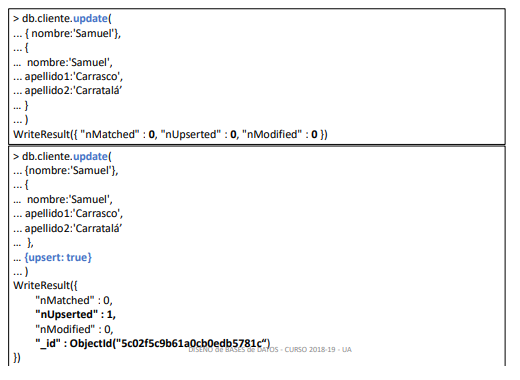 > db.cliente.update(
... { nombre:'Samuel'},
... {
...  nombre:'Samuel',
... apellido1:'Carrasco',
... apellido2:'Carratalá’
... }
... )
WriteResult({ "nMatched" : 0, "nUpserted" : 0, "nModified" : 0 })
> db.cliente.update(
... {nombre:'Samuel'},
... {
...  nombre:'Samuel',
... apellido1:'Carrasco',
... apellido2:'Carratalá’
...  },
... {upsert: true}
... )
WriteResult({
"nMatched" : 0,
"nUpserted" : 1,
"nModified" : 0,
"_id" : ObjectId("5c02f5c9b61a0cb0edb5781c“)
DISEÑO de BASES de DATOS - CURSO 2018-19 - UA
})